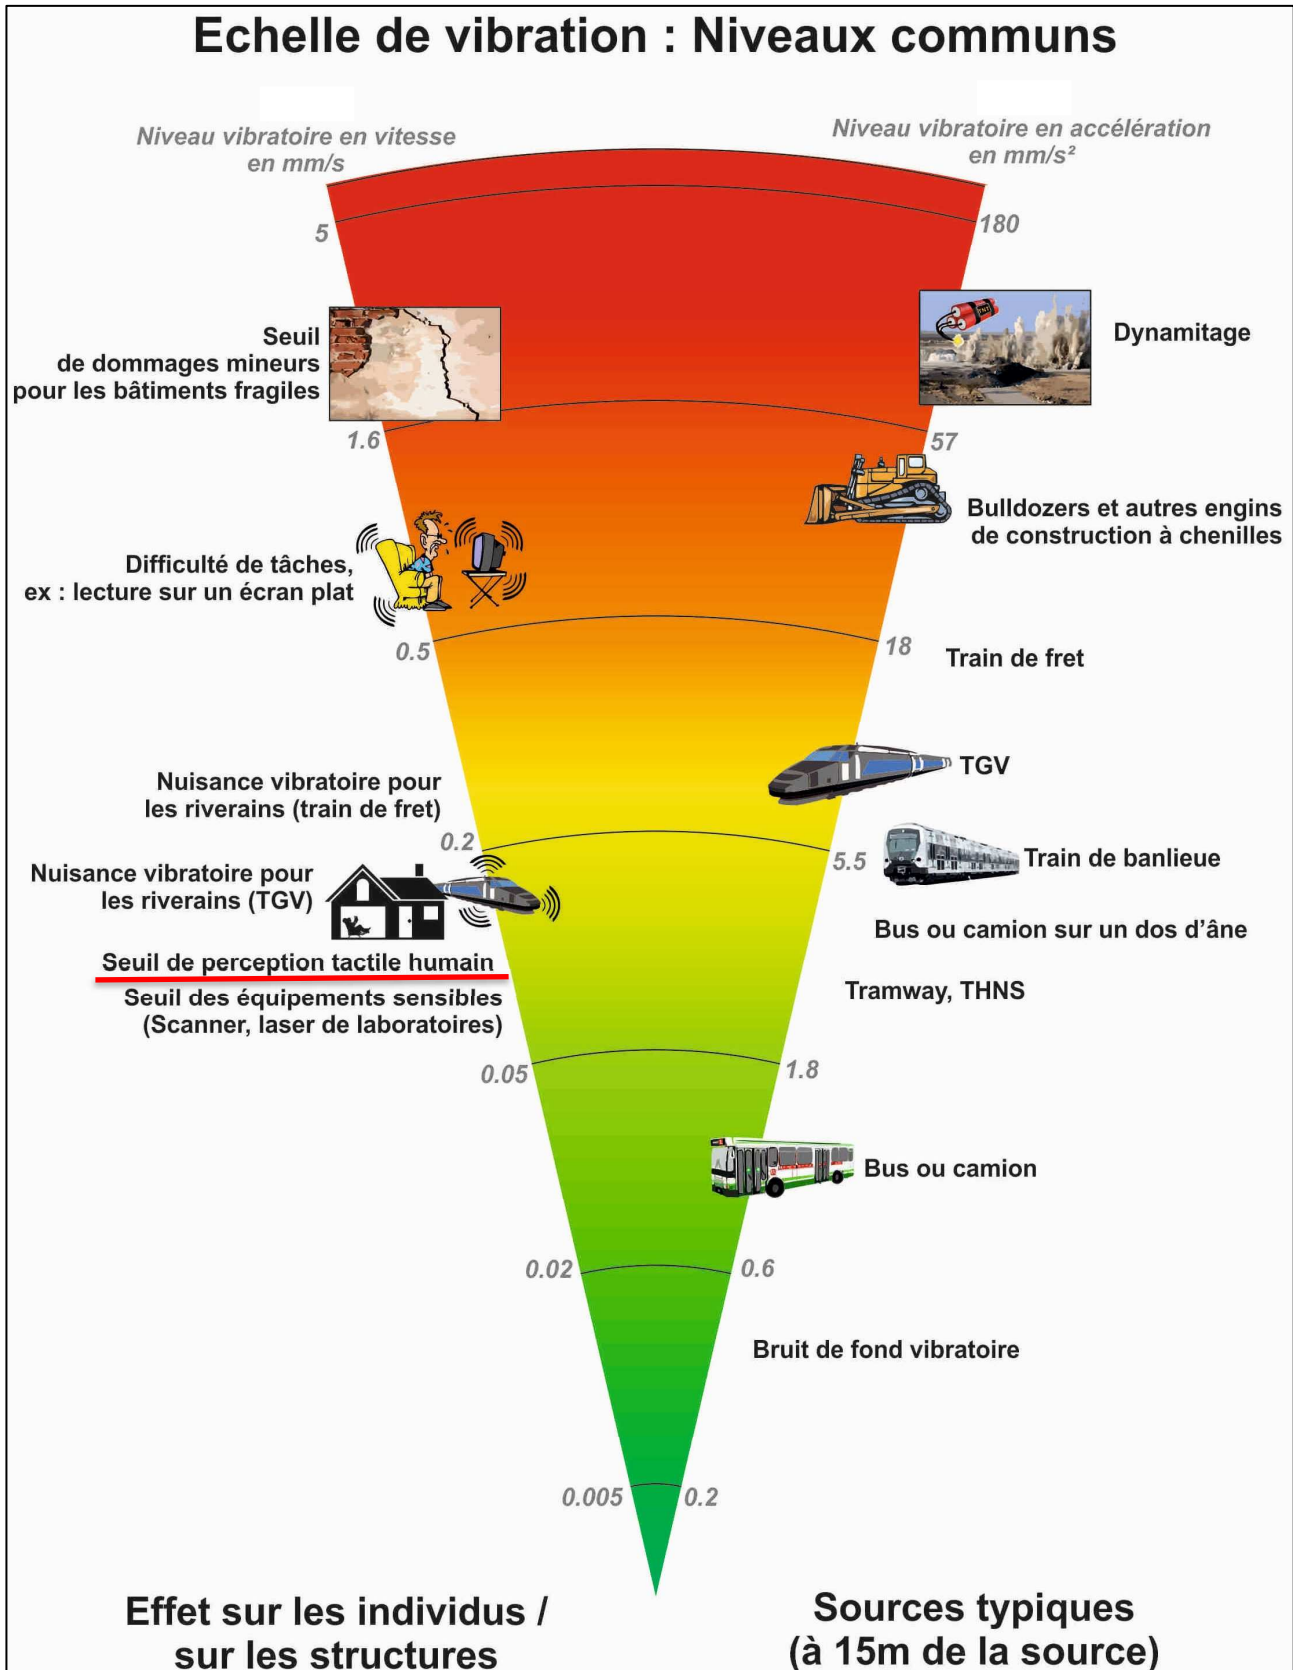 Echelle de vibration : Niveaux communs
Niveau vibratoire en vitesse
en mm/s
Niveau vibratoire en accélération
en mm/s²
5
180
Seuil
de dommages mineurs
pour les bâtiments fragiles
Dynamitage
1.6
57
Bulldozers et autres engins
de construction à chenilles
Difficulté de tâches,
ex : lecture sur un écran plat
0.5
18
Train de fret
TGV
Nuisance vibratoire pour
les riverains (train de fret)
0.2
5.5
Train de banlieue
Nuisance vibratoire pour
les riverains (TGV)
Bus ou camion sur un dos d’âne
Seuil de perception tactile humain
Tramway, THNS
Seuil des équipements sensibles
(Scanner, laser de laboratoires)
0.05
1.8
Bus ou camion
0.02
0.6
Bruit de fond vibratoire
0.005
0.2
Effet sur les individus /
sur les structures
Sources typiques
(à 15m de la source)